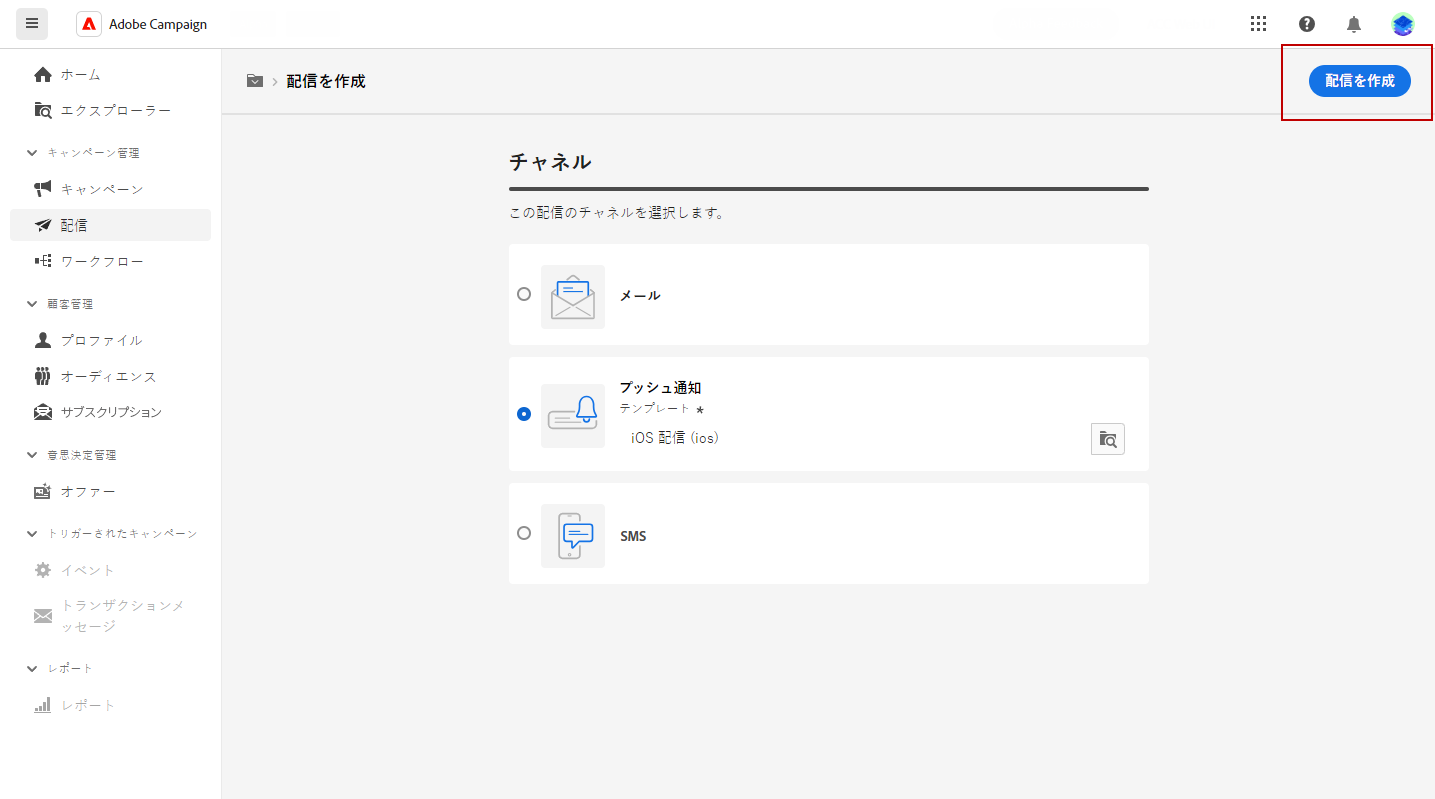 Adobe Campaign
ホーム
エクスプローラー
キャンペーン管理
キャンペーン
配信
ワークフロー
顧客管理
プロファイル
オーディエンス
サブスクリプション
意思決定管理
オファー
トリガーされたキャンペーン
イベント
トランザクションメ
ッセージ
レポート
レポート
配信を作成
配信を作成
チャネル
この配信のチャネルを選択します。
メール
プッシュ通知
テンプレート *
iOS 配信 (ios)
SMS